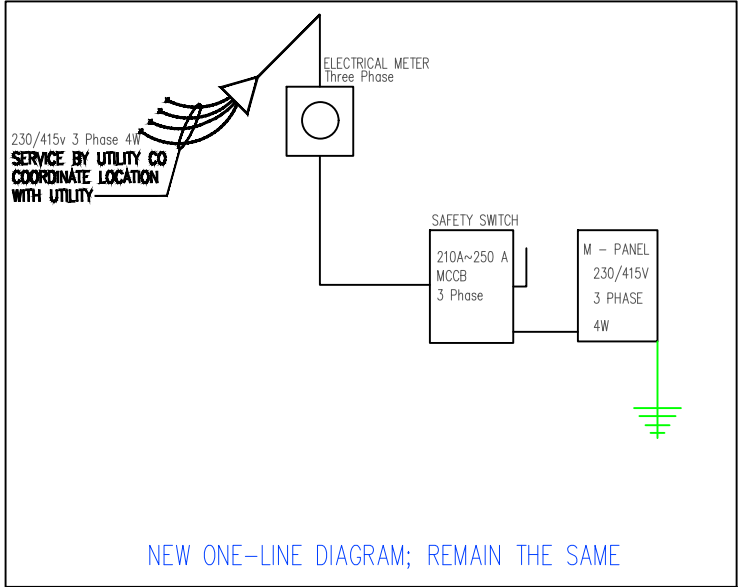 ELECTRICAL METER
Three Phase
230/415v 3 Phase 4W
SERVICE BY UTILITY CO
COORDINATE LOCATION
WITH UTILITY
SAFETY SWITCH
210A~250 A
MCCB
3 Phase
M - PANEL
230/415V
3 PHASE
4W
NEW ONE-LINE DIAGRAM; REMAIN THE SAME